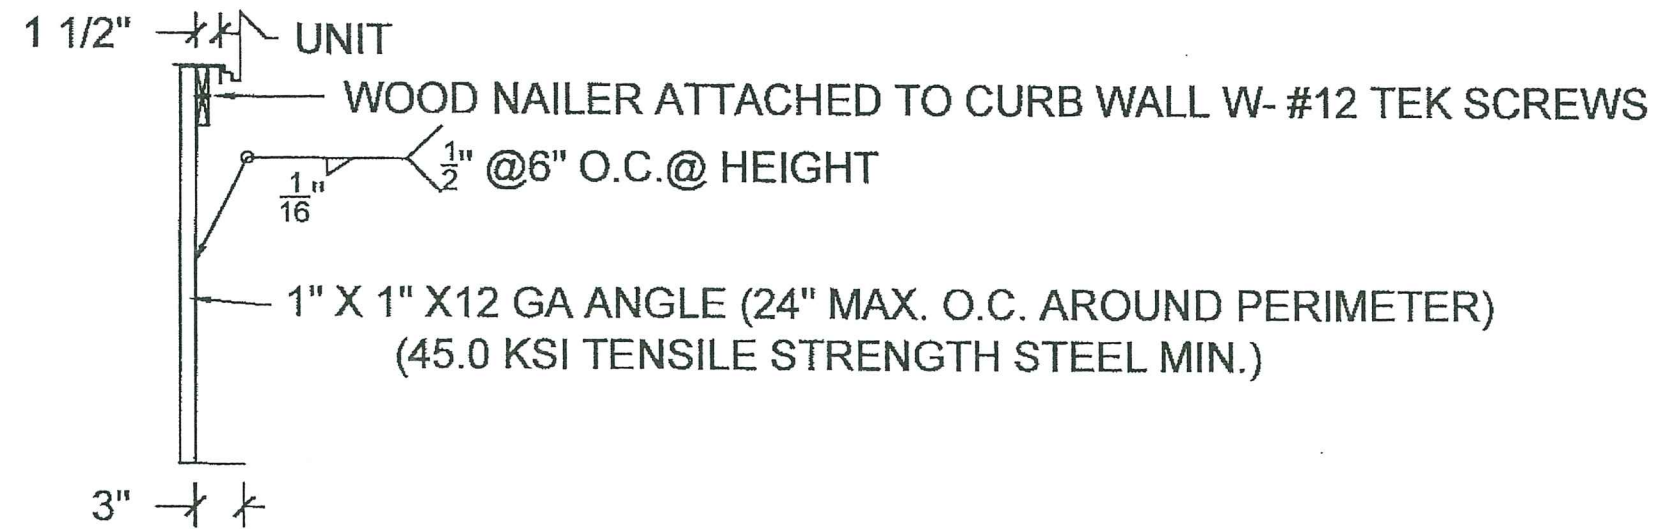 1 1/2" UNIT
WOOD NAILER ATTACHED TO CURB WALL W- #12 TEK SCREWS
1/2" @6" O.C.@ HEIGHT
1/16"
1" X 1" X12 GA ANGLE (24" MAX. O.C. AROUND PERIMETER)
(45.0 KSI TENSILE STRENGTH STEEL MIN.)
3"